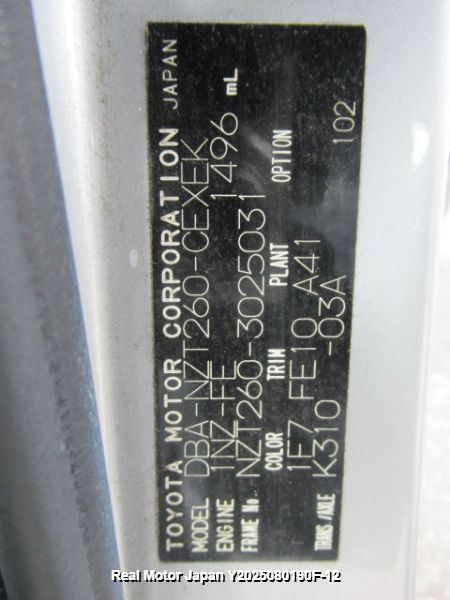 TOYOTA MOTOR CORPORATION JAPAN
MODEL DBA-NZT260-CEXEK
ENGINE 1NZ-FE 1496 mL
FRAME No. NZT260-3025031
COLOR TRIM PLANT OPTION
1F7 FE10 A41
TRANS/AXLE K310 -03A 102
Real Motor Japan Y2025080190F-12